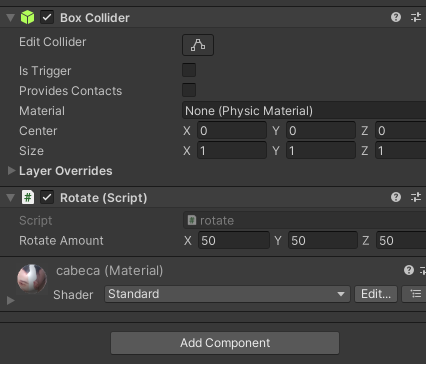 Box Collider
Edit Collider
Is Trigger
Provides Contacts
Material None (Physic Material)
Center X 0 Y 0 Z 0
Size X 1 Y 1 Z 1
Layer Overrides
# Rotate (Script)
Script # rotate
Rotate Amount X 50 Y 50 Z 50
cabeca (Material)
Shader Standard Edit...
Add Component